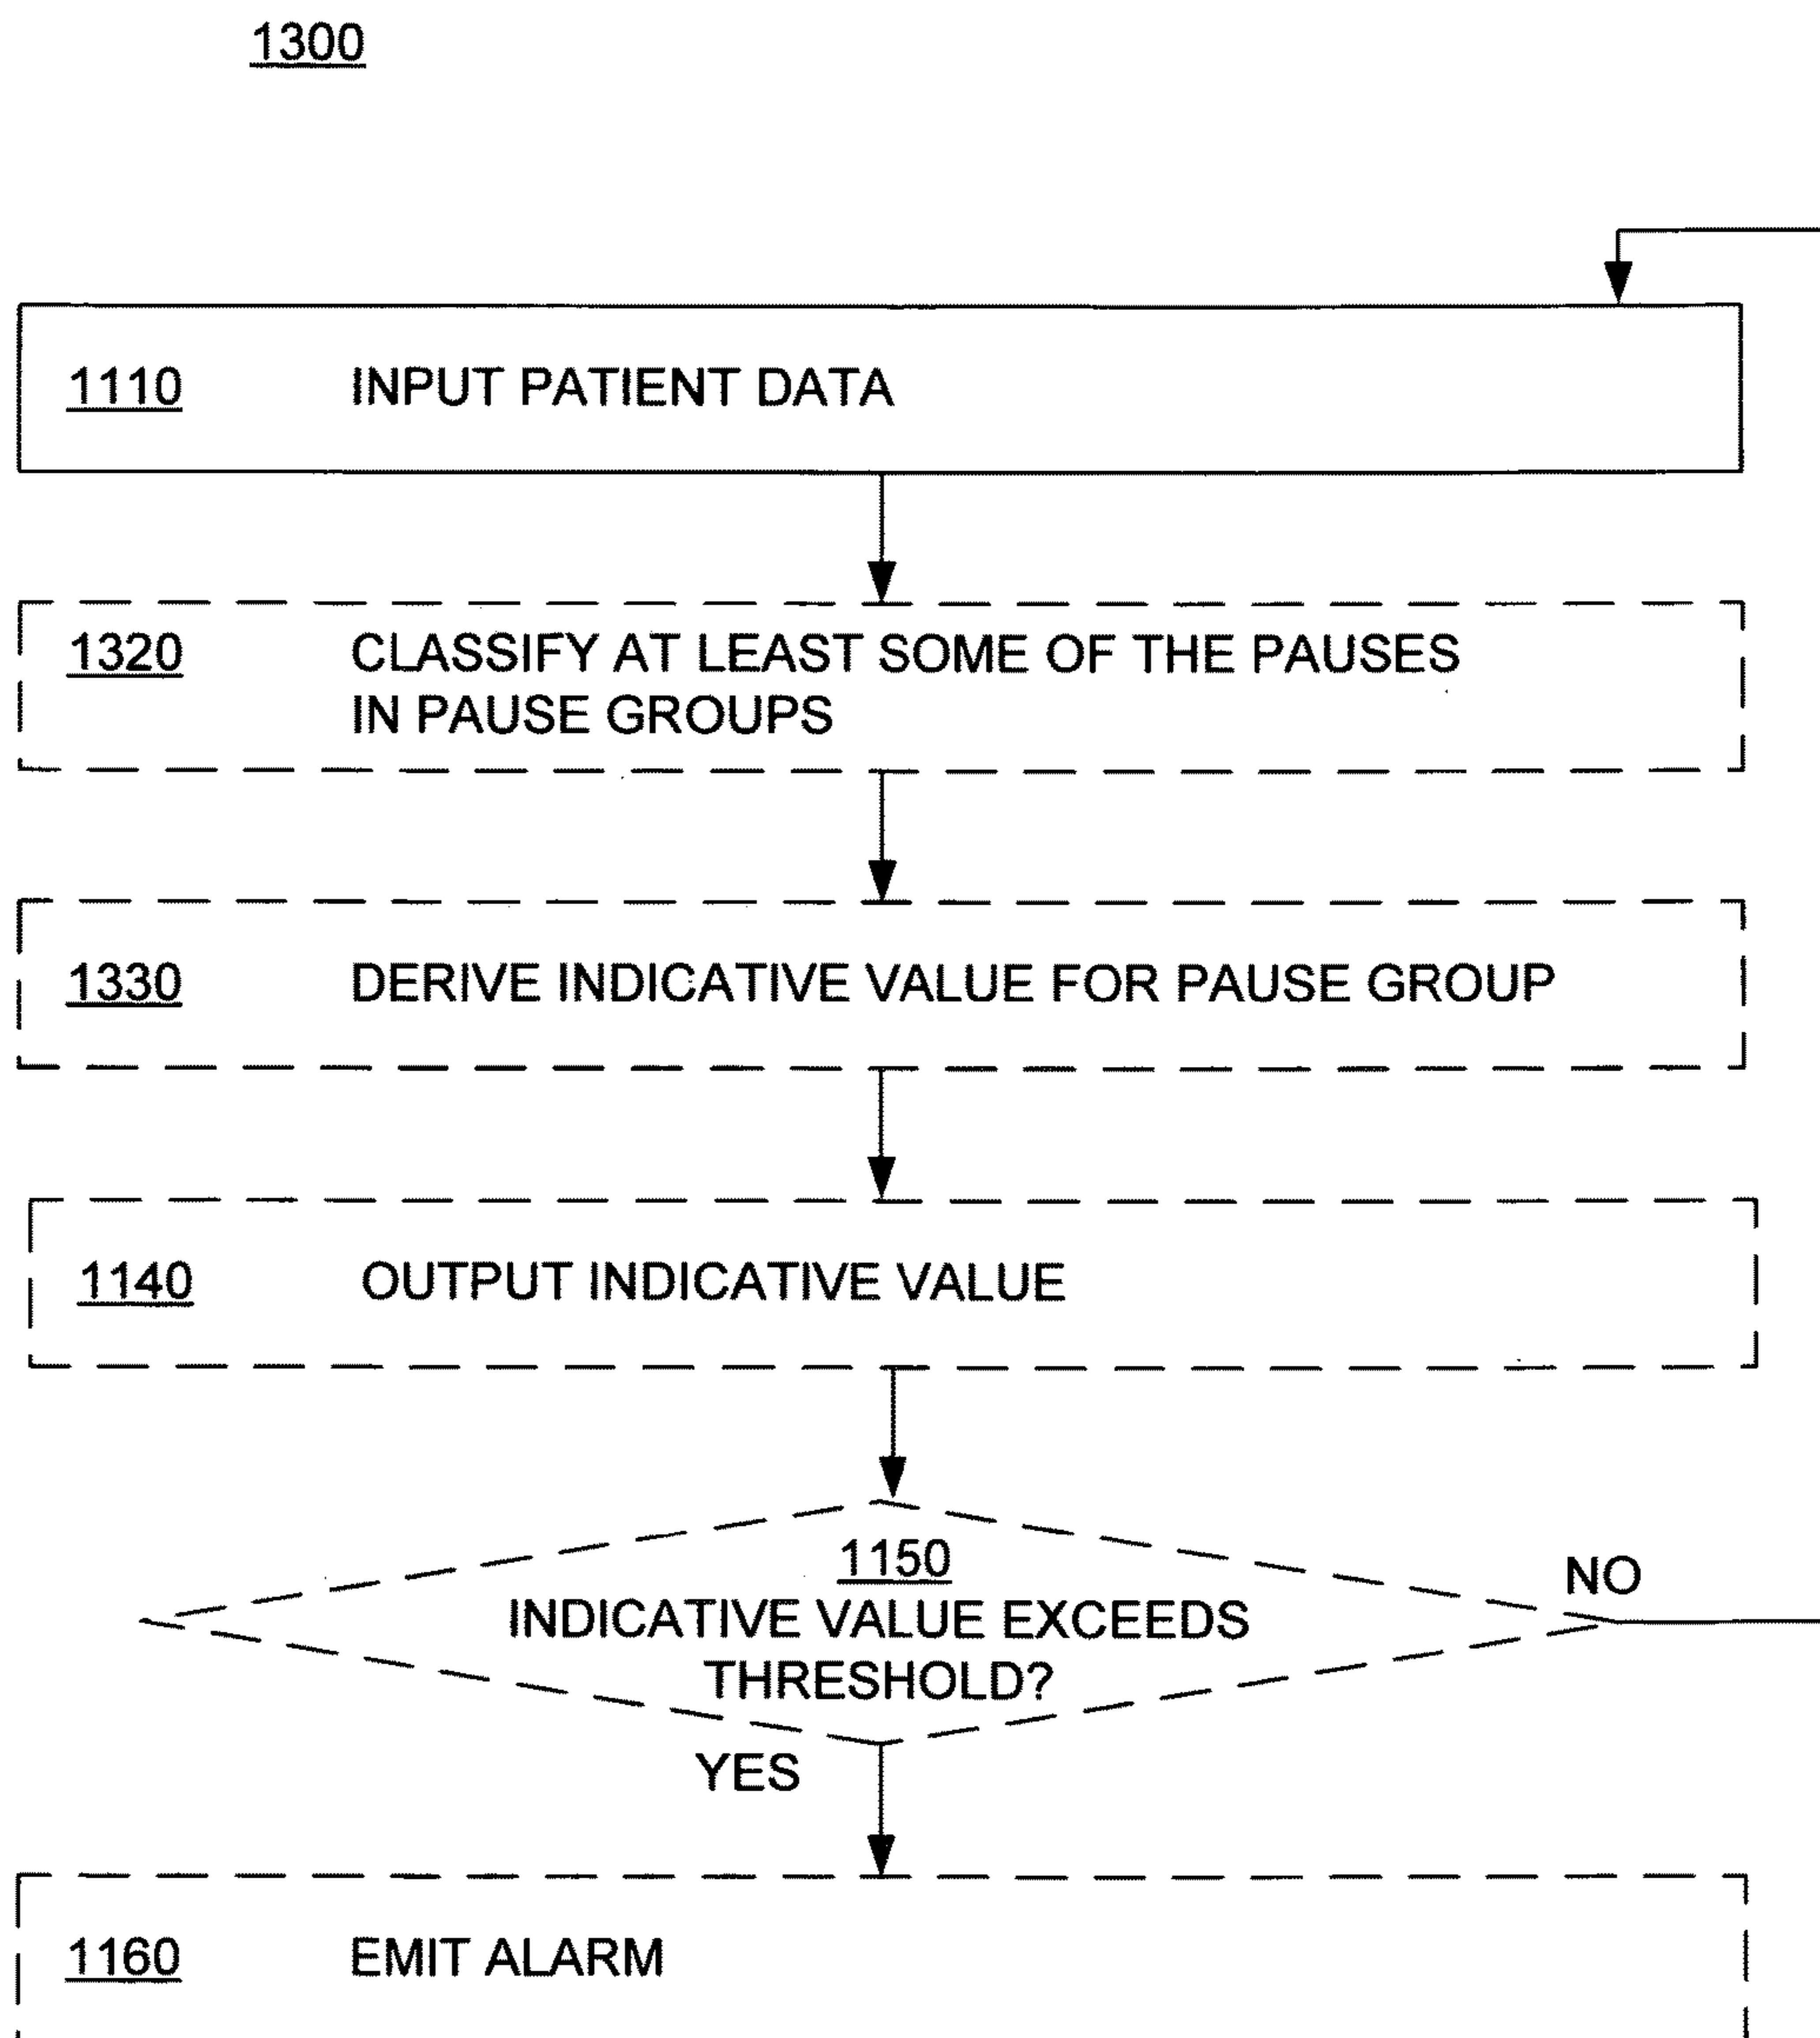 1300
1110 INPUT PATIENT DATA
1320 CLASSIFY AT LEAST SOME OF THE PAUSES
IN PAUSE GROUPS
1330 DERIVE INDICATIVE VALUE FOR PAUSE GROUP
1140 OUTPUT INDICATIVE VALUE
1150
INDICATIVE VALUE EXCEEDS
THRESHOLD?
NO
YES
1160 EMIT ALARM